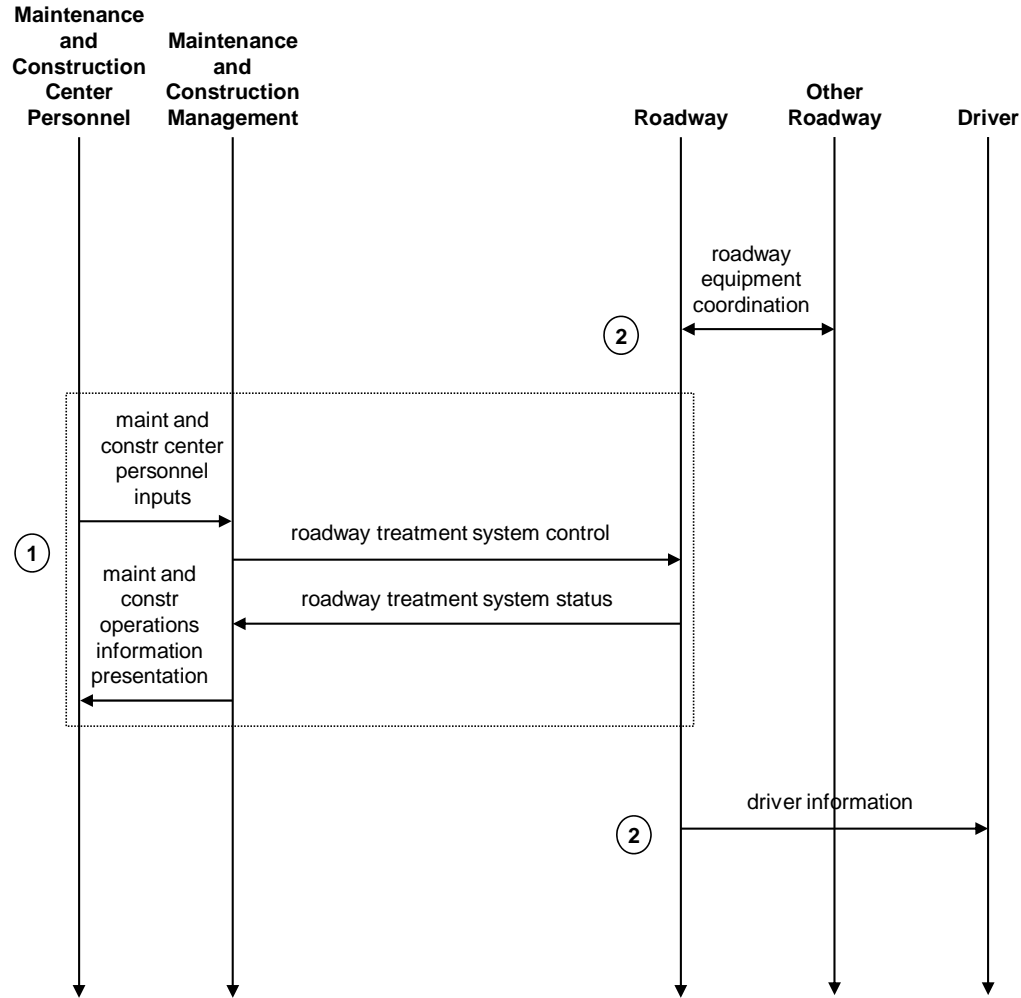 Maintenance
and
Construction
Center
Personnel
Maintenance
and
Construction
Management
Roadway
Other
Roadway
Driver
roadway
equipment
coordination
2
maint and
constr center
personnel
inputs
roadway treatment system control
1
maint and
constr
operations
information
presentation
roadway treatment system status
driver information
2